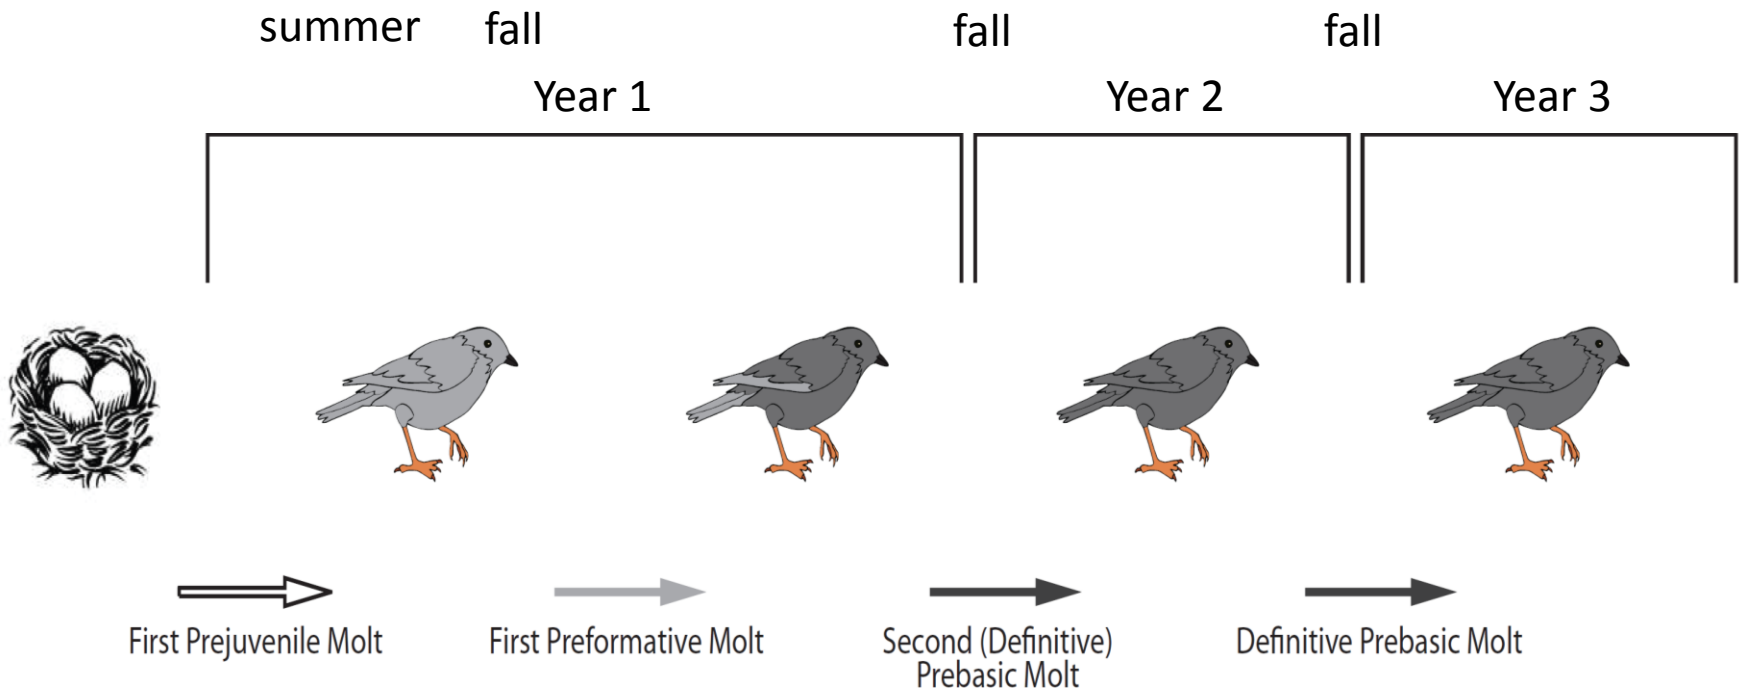 summer fall fall fall
Year 1 Year 2 Year 3
First Prejuvenile Molt First Preformative Molt Second (Definitive) Definitive Prebasic Molt
Prebasic Molt